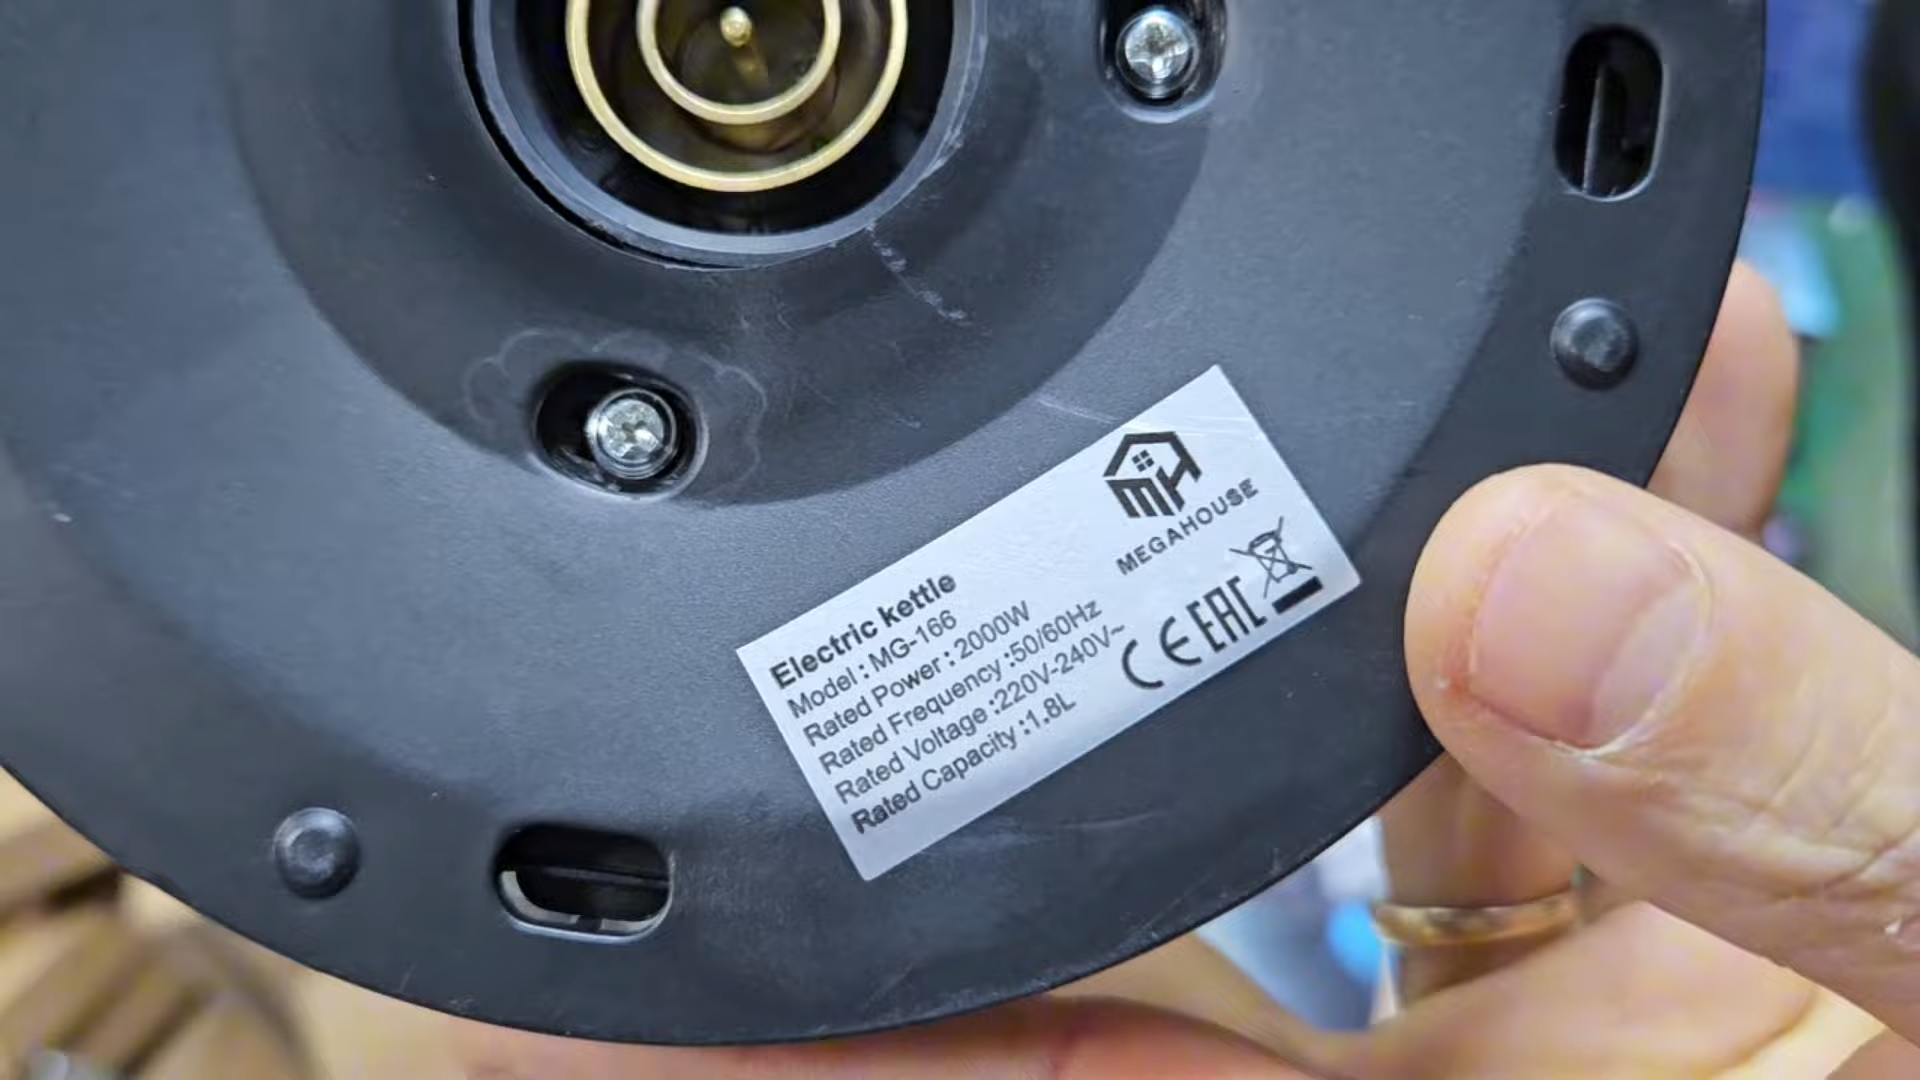 MH
MEGAHOUSE
Electric kettle
Model : MG-166
Rated Power : 2000W
Rated Frequency :50/60Hz
Rated Voltage :220V-240V~
Rated Capacity :1.8L
CE EAC